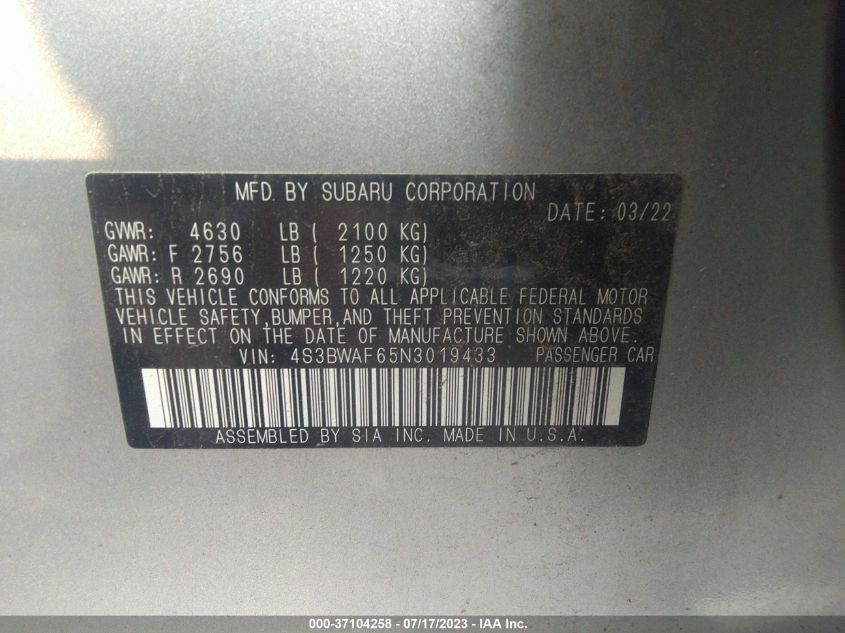 MFD. BY SUBARU CORPORATION
DATE: 03/22
GVWR: 4630 LB ( 2100 KG)
GAWR: F 2756 LB ( 1250 KG)
GAWR: R 2690 LB ( 1220 KG)
THIS VEHICLE CONFORMS TO ALL APPLICABLE FEDERAL MOTOR
VEHICLE SAFETY,BUMPER,AND THEFT PREVENTION STANDARDS
IN EFFECT ON THE DATE OF MANUFACTURE SHOWN ABOVE.
VIN: 4S3BWAF65N3019433 PASSENGER CAR
ASSEMBLED BY SIA INC. MADE IN U.S.A.
000-37104258 - 07/17/2023 - IAA Inc.